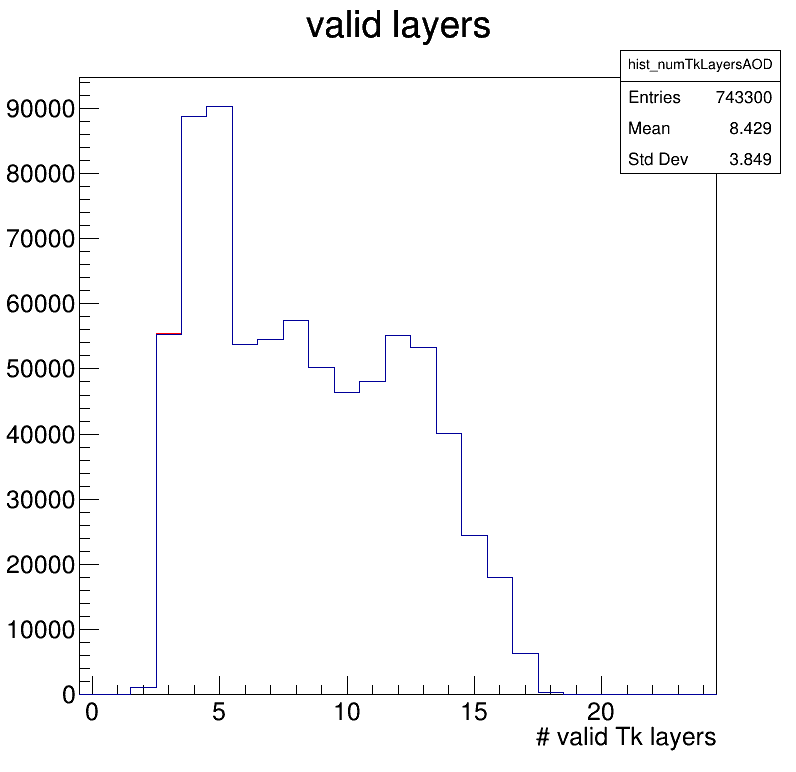 valid layers
hist_numTkLayersAOD
Entries 743300
Mean 8.429
Std Dev 3.849
90000
80000
70000
60000
50000
40000
30000
20000
10000
0
0 5 10 15 20
# valid Tk layers